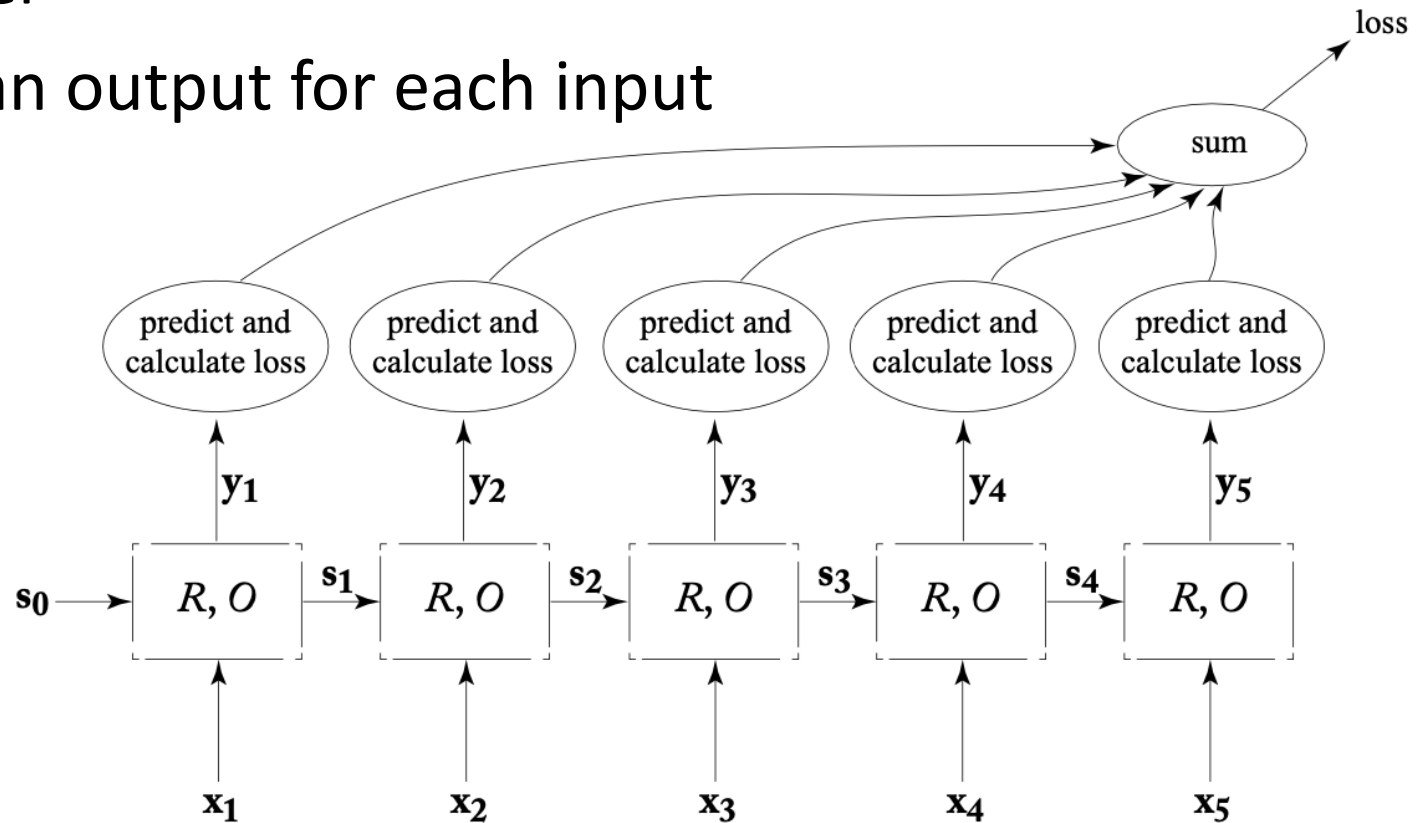 loss
an output for each input
sum
predict and
calculate loss
predict and
calculate loss
predict and
calculate loss
predict and
calculate loss
predict and
calculate loss
y1
y2
y3
y4
y5
s0
R, O
s1
R, O
s2
R, O
s3
R, O
s4
R, O
x1
x2
x3
x4
x5